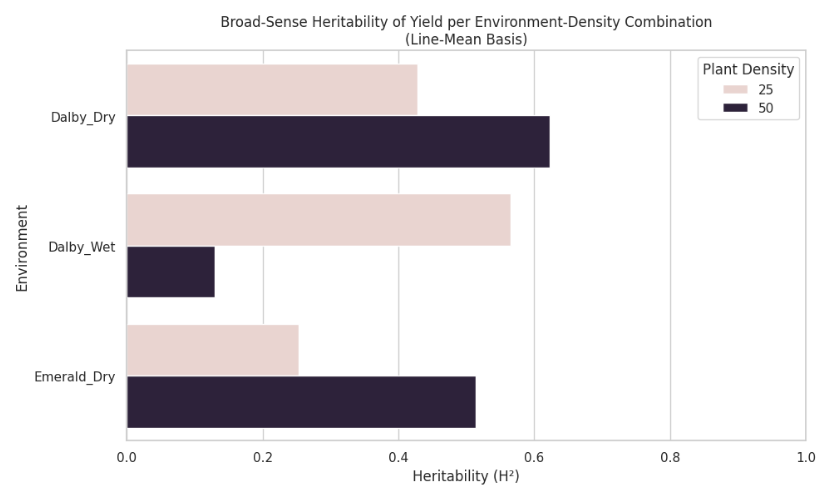 Broad-Sense Heritability of Yield per Environment-Density Combination
(Line-Mean Basis)
Plant Density
25
50
Environment
Dalby_Dry
Dalby_Wet
Emerald_Dry
0.0 0.2 0.4 0.6 0.8 1.0
Heritability (H²)